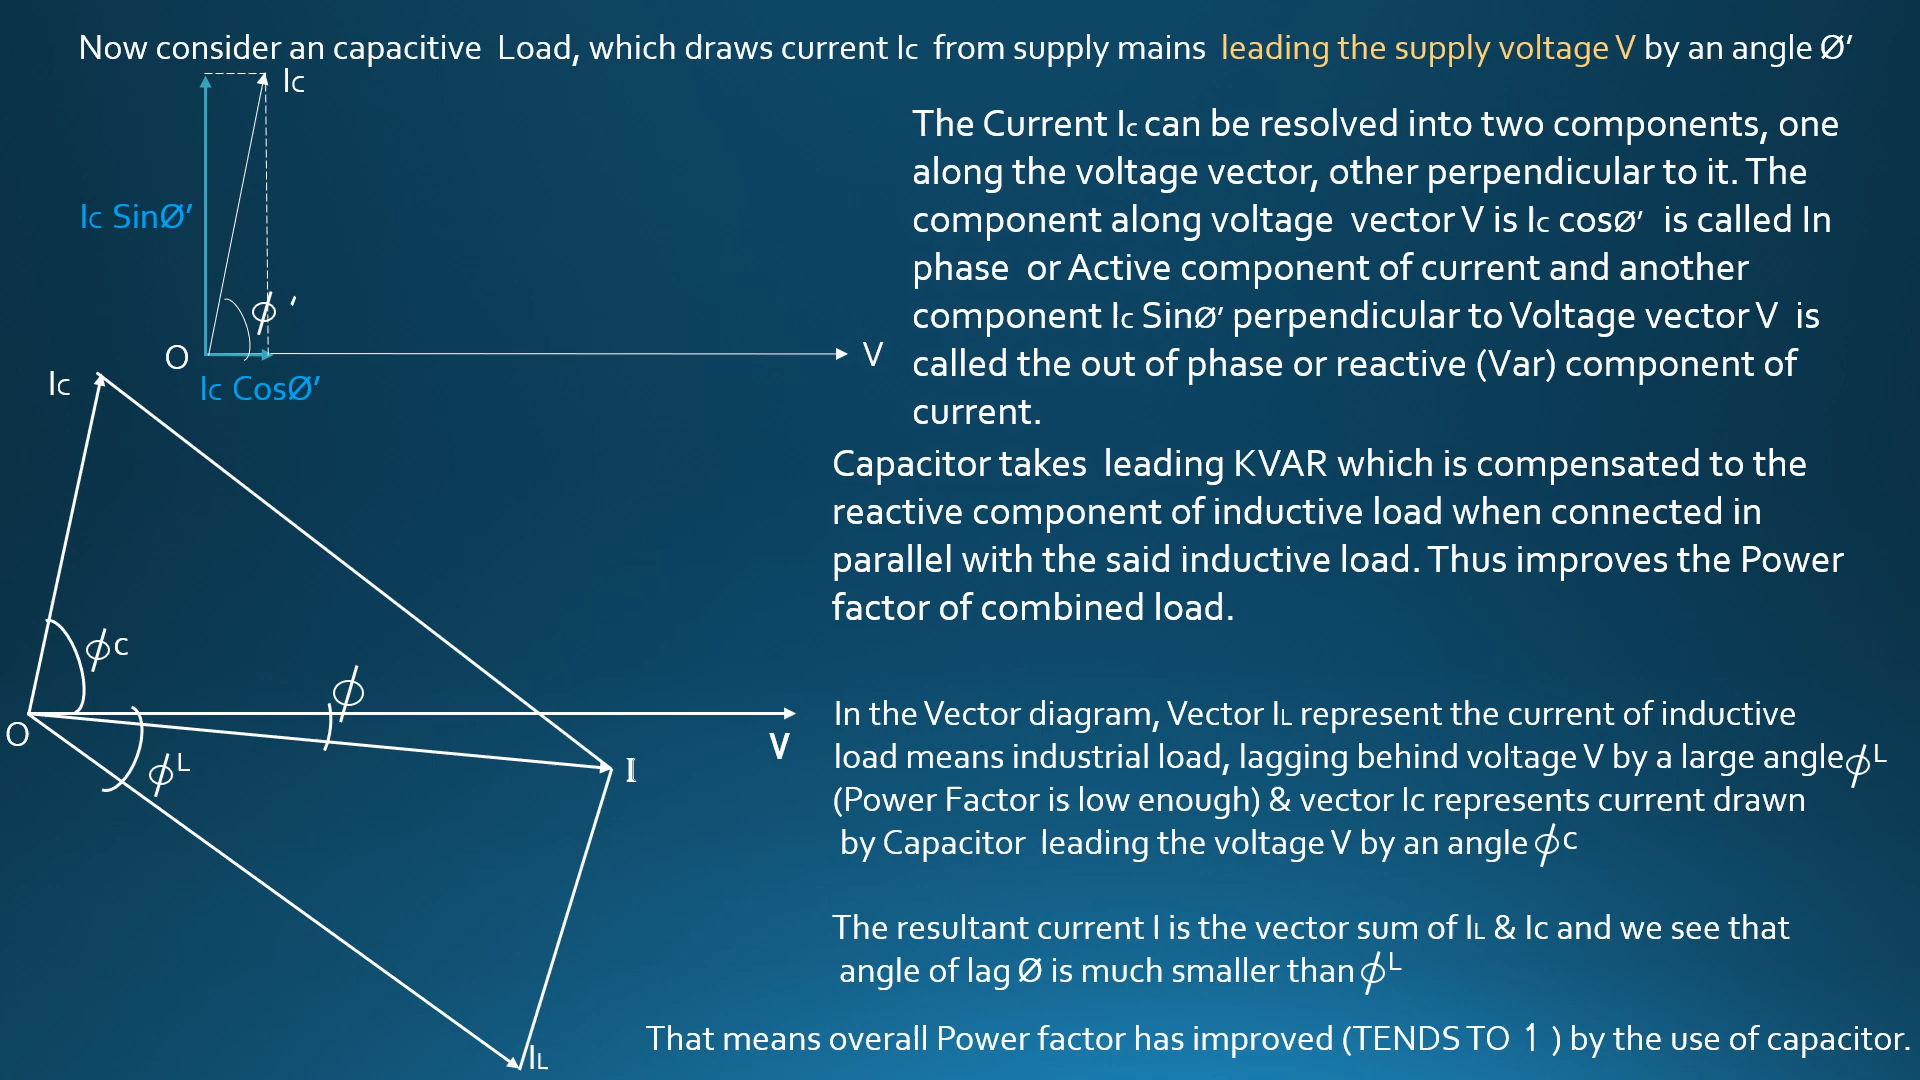 Now consider an capacitive Load, which draws current Ic from supply mains leading the supply voltage V by an angle Ø'
Ic
Ic SinØ'
ϕ '
O
V
Ic CosØ'
The Current Ic can be resolved into two components, one
along the voltage vector, other perpendicular to it. The
component along voltage vector V is Ic cosØ' is called In
phase or Active component of current and another
component Ic SinØ' perpendicular to Voltage vector V is
called the out of phase or reactive (Var) component of
current.
Capacitor takes leading KVAR which is compensated to the
reactive component of inductive load when connected in
parallel with the said inductive load. Thus improves the Power
factor of combined load.
Ic
ϕC
ϕ
O
V
ϕL
I
IL
In the Vector diagram, Vector IL represent the current of inductive
load means industrial load, lagging behind voltage V by a large angle ϕL
(Power Factor is low enough) & vector Ic represents current drawn
by Capacitor leading the voltage V by an angle ϕC
The resultant current I is the vector sum of IL & Ic and we see that
angle of lag Ø is much smaller than ϕL
That means overall Power factor has improved (TENDS TO 1 ) by the use of capacitor.